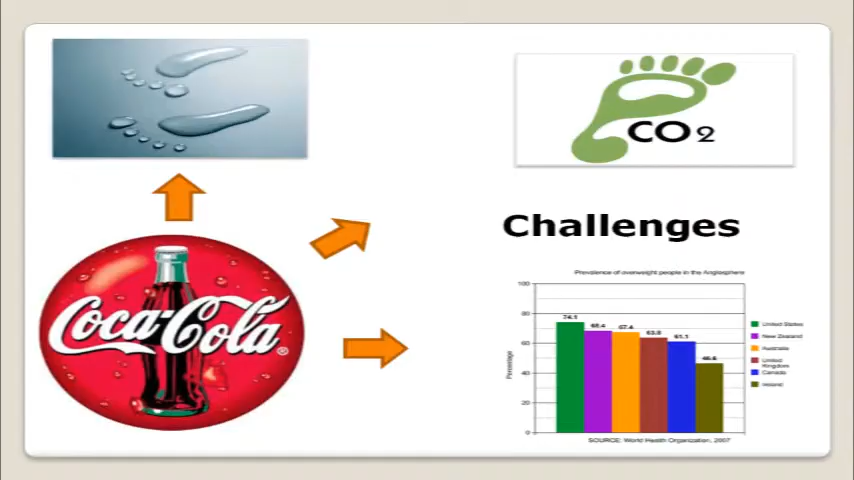 CO2
Challenges
Coca-Cola
®
Prevalence of overweight people in the Anglosphere
100
80
60
40
20
0
Percentage
74.1
68.4
67.4
63.8
61.1
46.6
United States
New Zealand
Australia
United
Kingdom
Canada
Ireland
SOURCE: World Health Organization, 2007